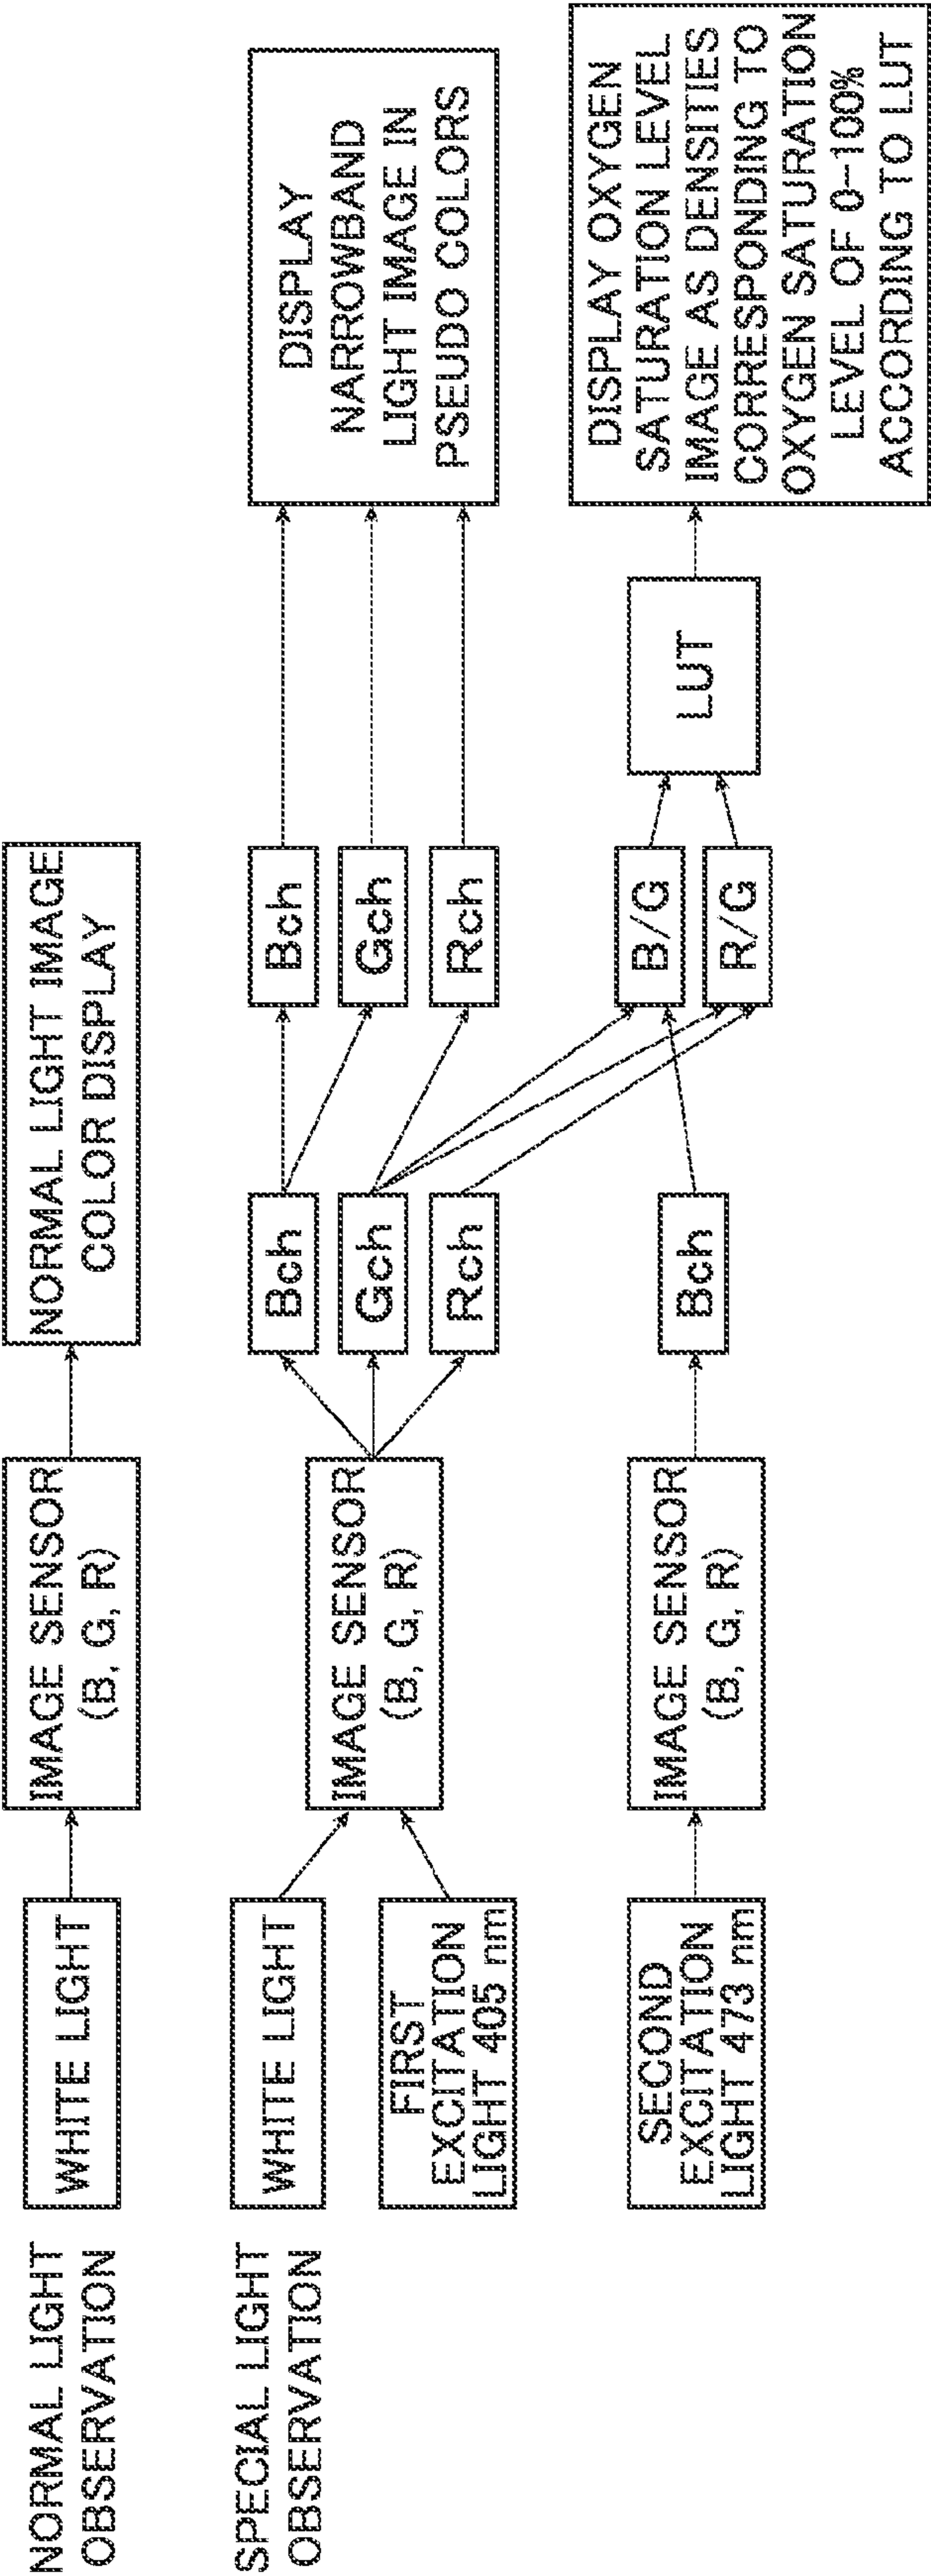 NORMAL LIGHT
OBSERVATION
WHITE LIGHT
IMAGE SENSOR
(B, G, R)
NORMAL LIGHT IMAGE
COLOR DISPLAY
SPECIAL LIGHT
OBSERVATION
WHITE LIGHT
FIRST
EXCITATION
LIGHT 405 nm
IMAGE SENSOR
(B, G, R)
Bch
Gch
Rch
Bch
Gch
Rch
DISPLAY
NARROWBAND
LIGHT IMAGE IN
PSEUDO COLORS
SECOND
EXCITATION
LIGHT 473 nm
IMAGE SENSOR
(B, G, R)
Bch
B/G
R/G
LUT
DISPLAY OXYGEN
SATURATION LEVEL
IMAGE AS DENSITIES
CORRESPONDING TO
OXYGEN SATURATION
LEVEL OF 0-100%
ACCORDING TO LUT